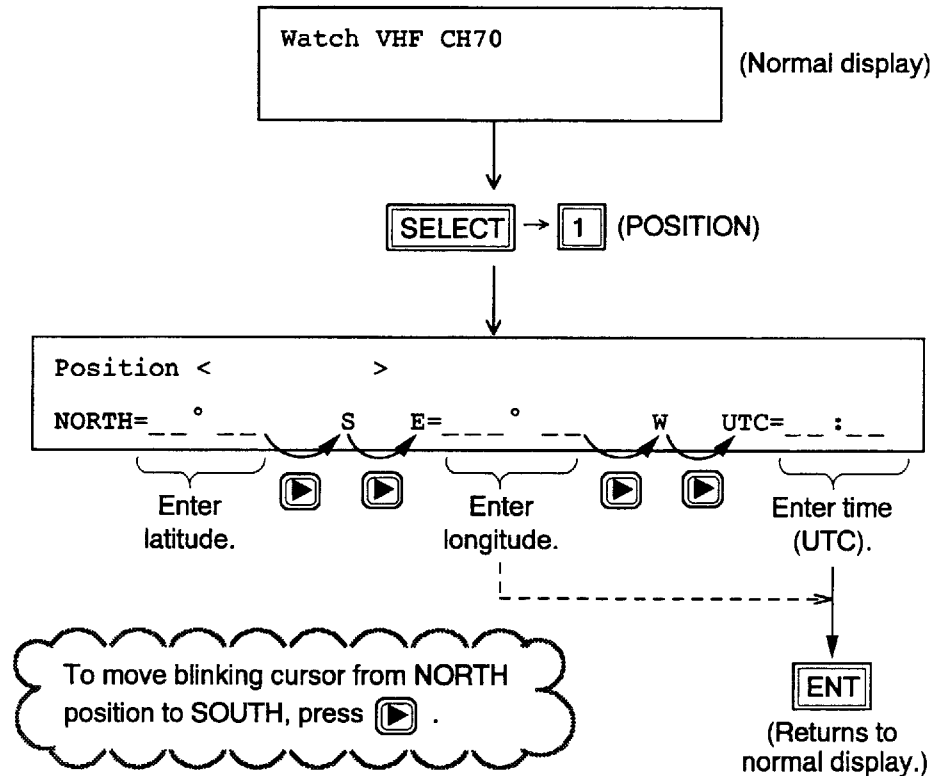 Watch VHF CH70
(Normal display)
SELECT → 1 (POSITION)
Position < >
NORTH=__° __ S E=___° __ W UTC=__:__
Enter latitude.
Enter longitude.
Enter time (UTC).
To move blinking cursor from NORTH
position to SOUTH, press ▶ .
ENT
(Returns to
normal display.)